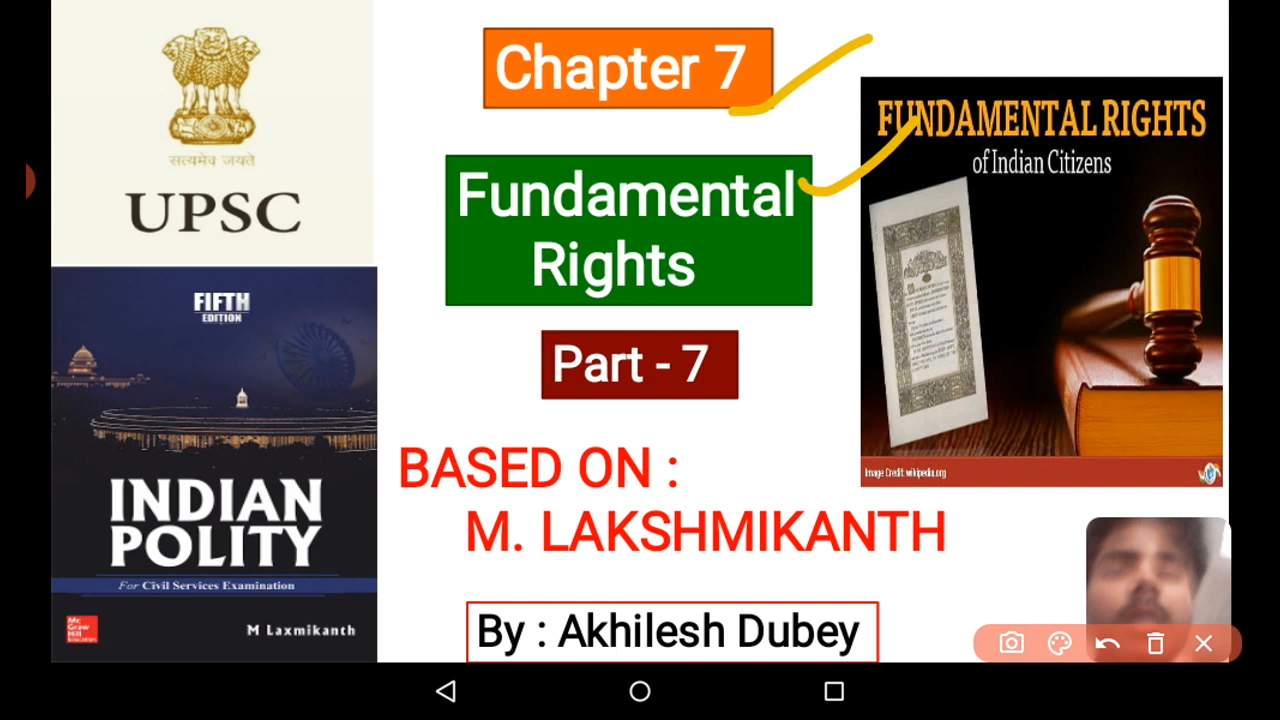 सत्यमेव जयते
UPSC
FIFTH
EDITION
INDIAN
POLITY
For Civil Services Examination
Mc
Graw
Hill
Education
M Laxmikanth
Chapter 7
Fundamental
Rights
Part - 7
BASED ON :
M. LAKSHMIKANTH
By : Akhilesh Dubey
FUNDAMENTAL RIGHTS
of Indian Citizens
Image Credit: wikipedia.org